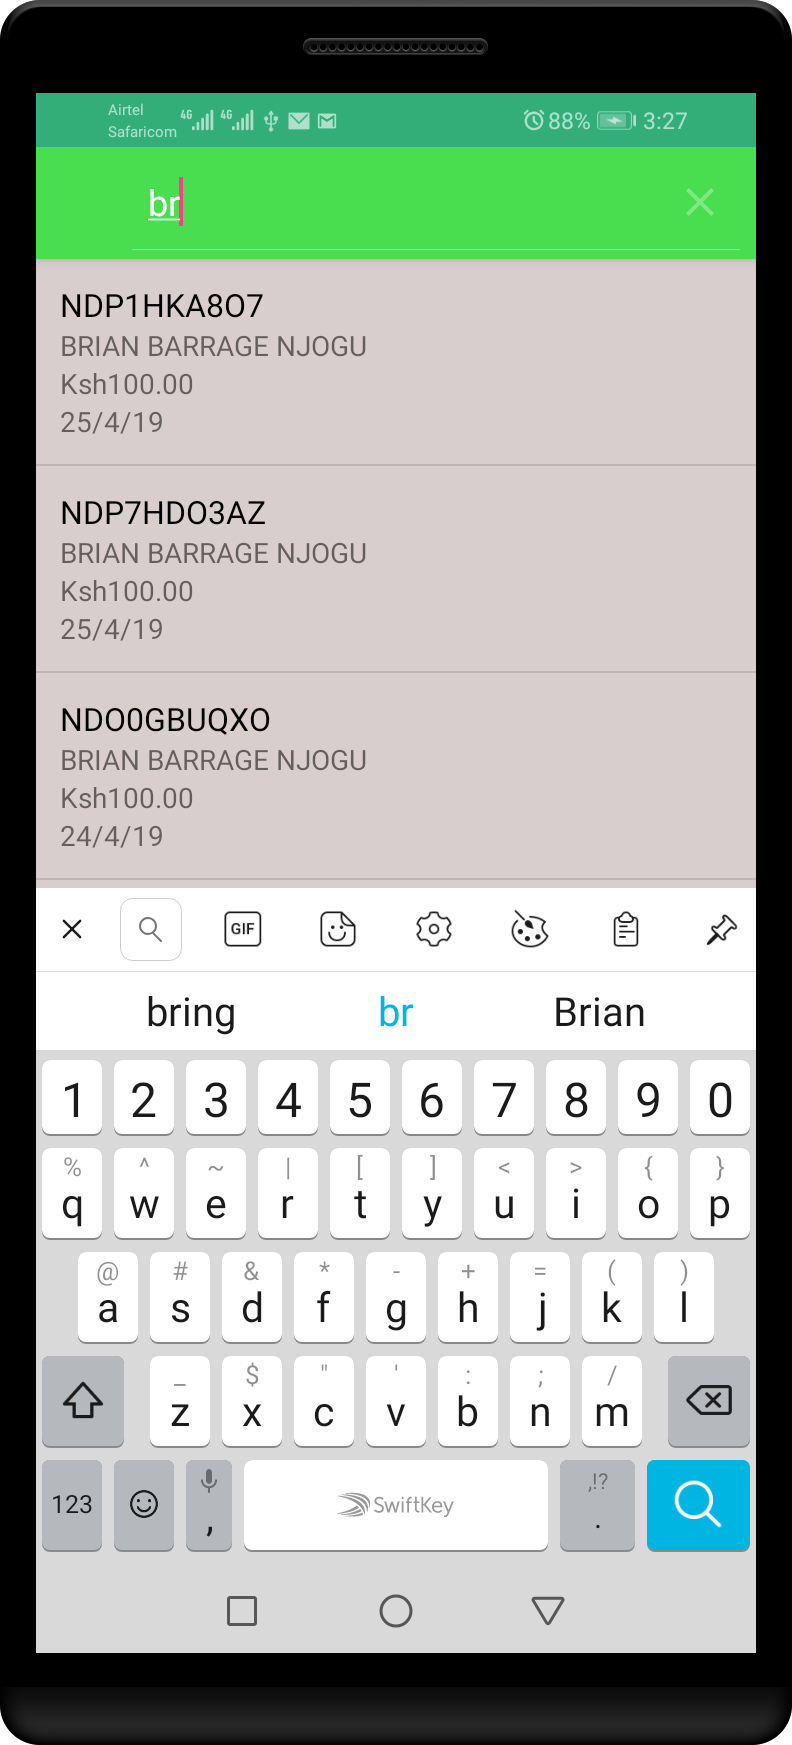 Airtel
Safaricom 4G 4G 88% 3:27
br
NDP1HKA8O7
BRIAN BARRAGE NJOGU
Ksh100.00
25/4/19
NDP7HDO3AZ
BRIAN BARRAGE NJOGU
Ksh100.00
25/4/19
NDO0GBUQXO
BRIAN BARRAGE NJOGU
Ksh100.00
24/4/19
GIF
bring br Brian
1 2 3 4 5 6 7 8 9 0
% ^ ~ | [ ] < > { }
q w e r t y u i o p
@ # & * - + = ( )
a s d f g h j k l
_ $ " ' : ; /
z x c v b n m
,!?
123 , SwiftKey .